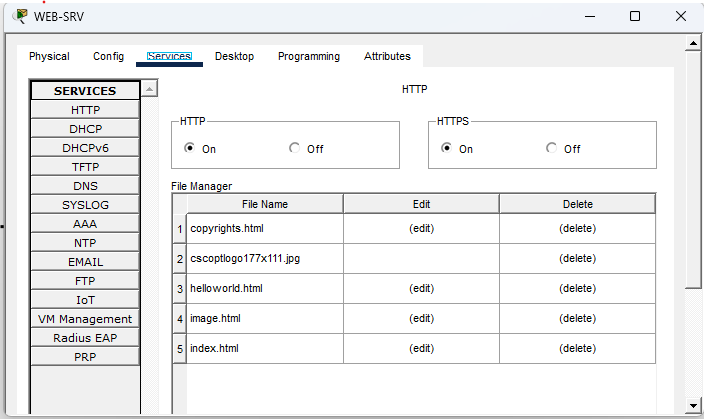 WEB-SRV
Physical Config Services Desktop Programming Attributes
SERVICES
HTTP
DHCP
DHCPv6
TFTP
DNS
SYSLOG
AAA
NTP
EMAIL
FTP
IoT
VM Management
Radius EAP
PRP
HTTP
HTTP HTTPS
On Off On Off
File Manager
File Name Edit Delete
1 copyrights.html (edit) (delete)
2 cscoptlogo177x111.jpg (delete)
3 helloworld.html (edit) (delete)
4 image.html (edit) (delete)
5 index.html (edit) (delete)